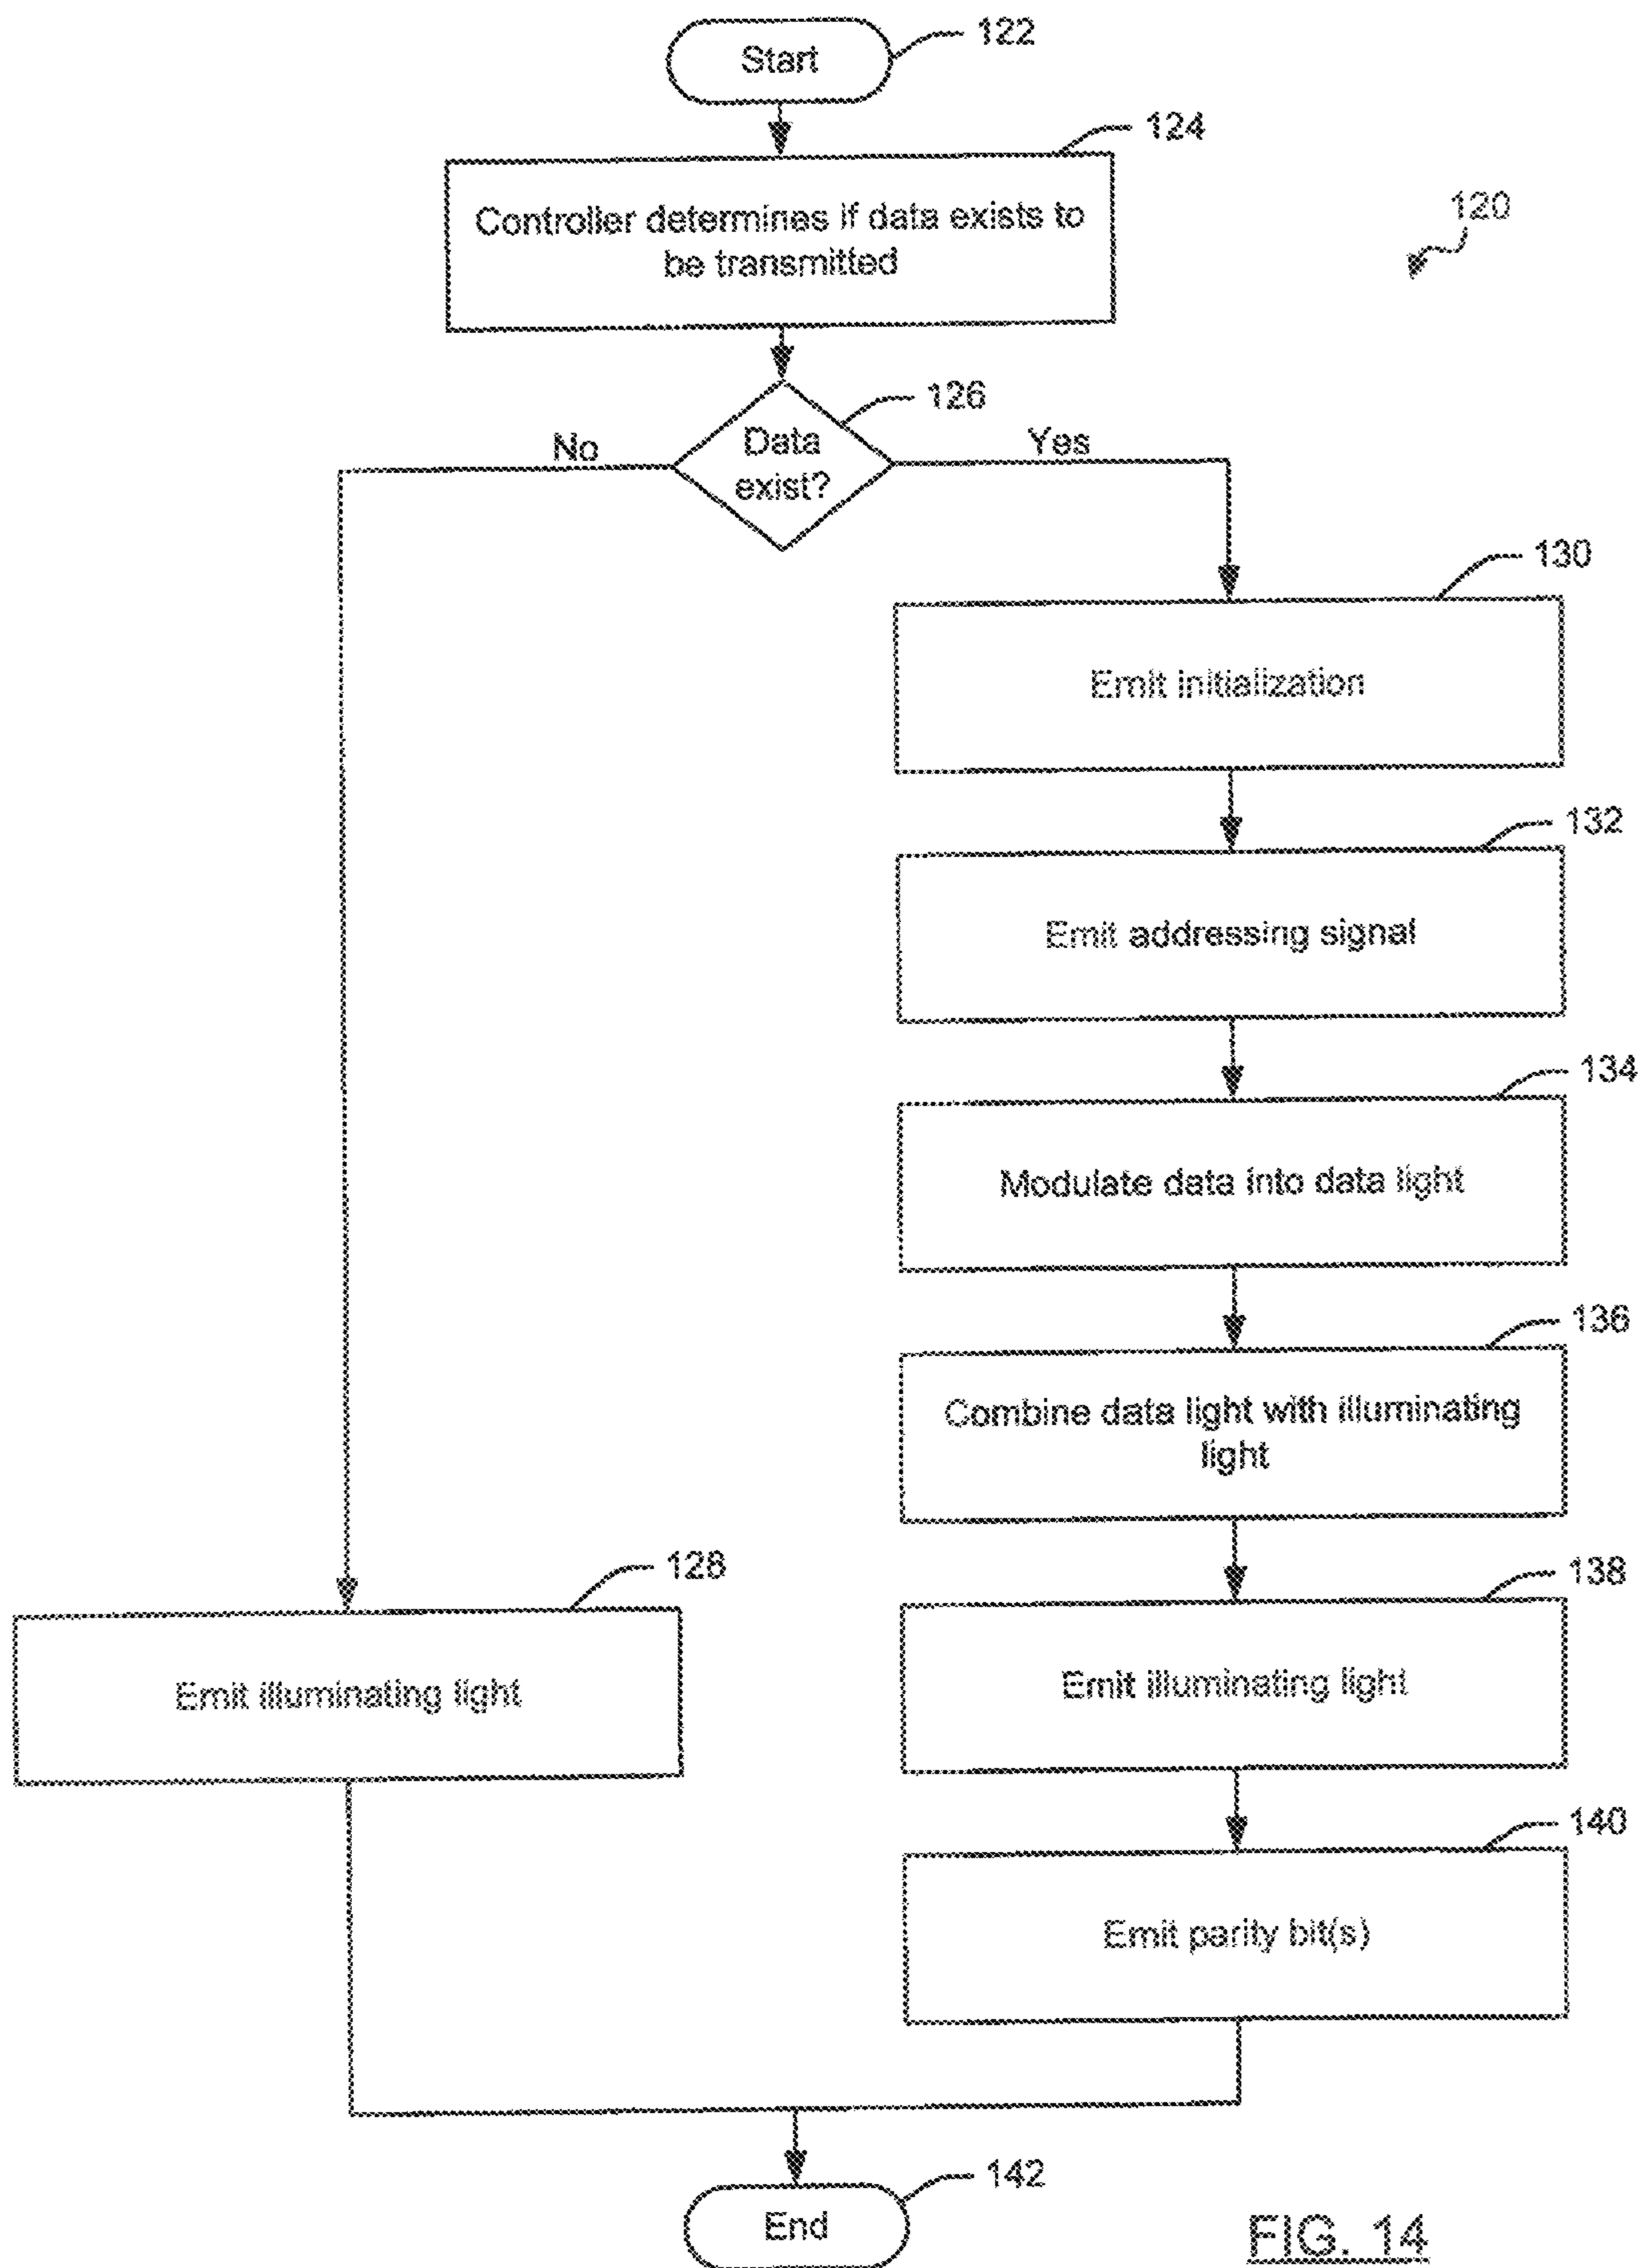 122
Start
124
Controller determines if data exists to
be transmitted
120
126
No
Data
exist?
Yes
130
Emit initialization
132
Emit addressing signal
134
Modulate data into data light
136
Combine data light with illuminating
light
128
Emit illuminating light
138
Emit illuminating light
140
Emit parity bit(s)
142
End
FIG. 14